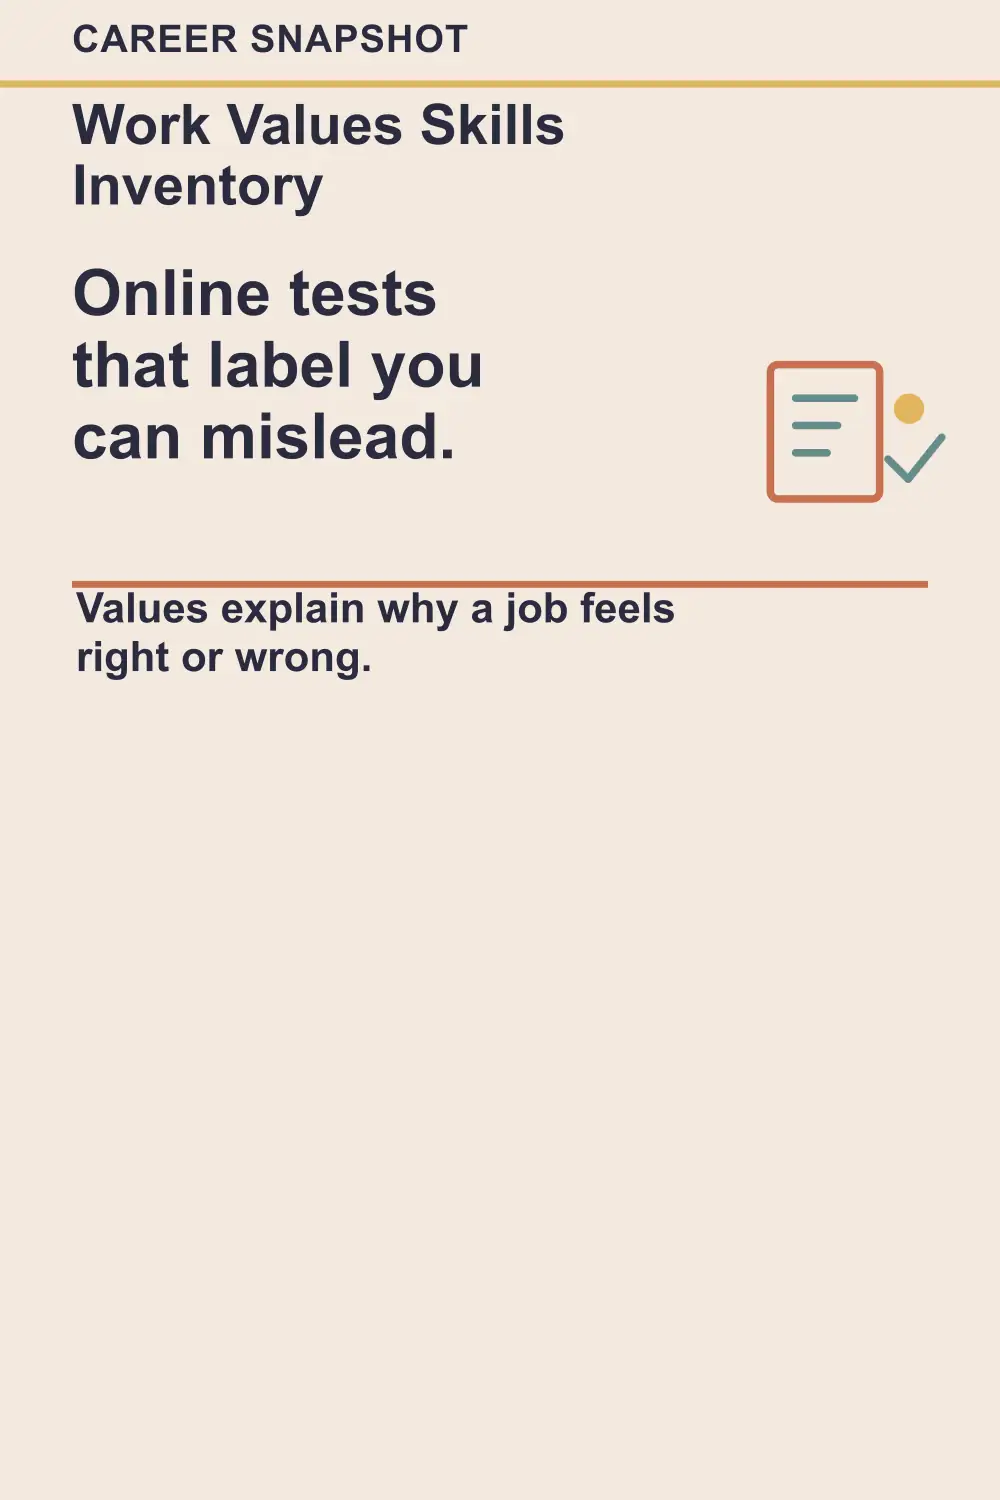 CAREER SNAPSHOT
Work Values Skills
Inventory
Online tests
that label you
can mislead.
Values explain why a job feels
right or wrong.